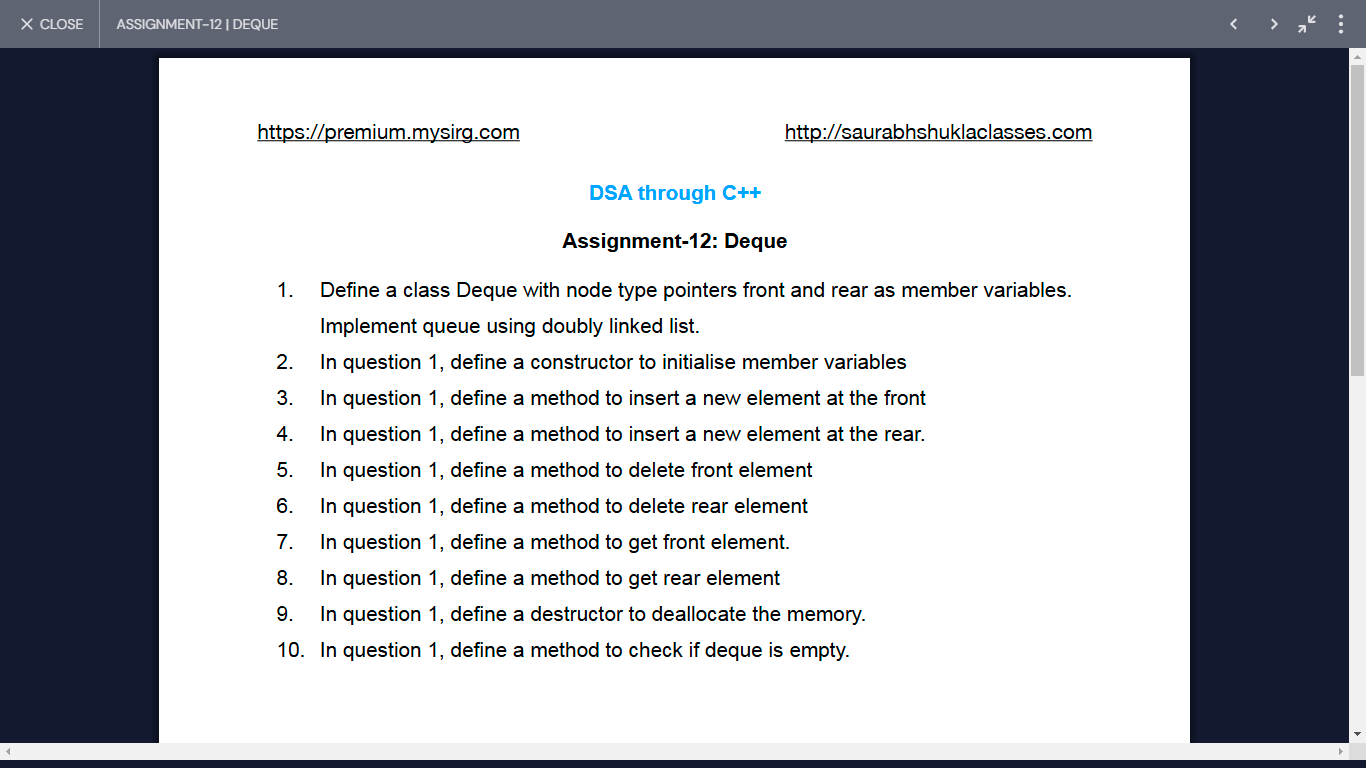 CLOSE
ASSIGNMENT-12 | DEQUE
https://premium.mysirg.com
http://saurabhshuklaclasses.com
DSA through C++
Assignment-12: Deque
1. Define a class Deque with node type pointers front and rear as member variables.
Implement queue using doubly linked list.
2. In question 1, define a constructor to initialise member variables
3. In question 1, define a method to insert a new element at the front
4. In question 1, define a method to insert a new element at the rear.
5. In question 1, define a method to delete front element
6. In question 1, define a method to delete rear element
7. In question 1, define a method to get front element.
8. In question 1, define a method to get rear element
9. In question 1, define a destructor to deallocate the memory.
10. In question 1, define a method to check if deque is empty.